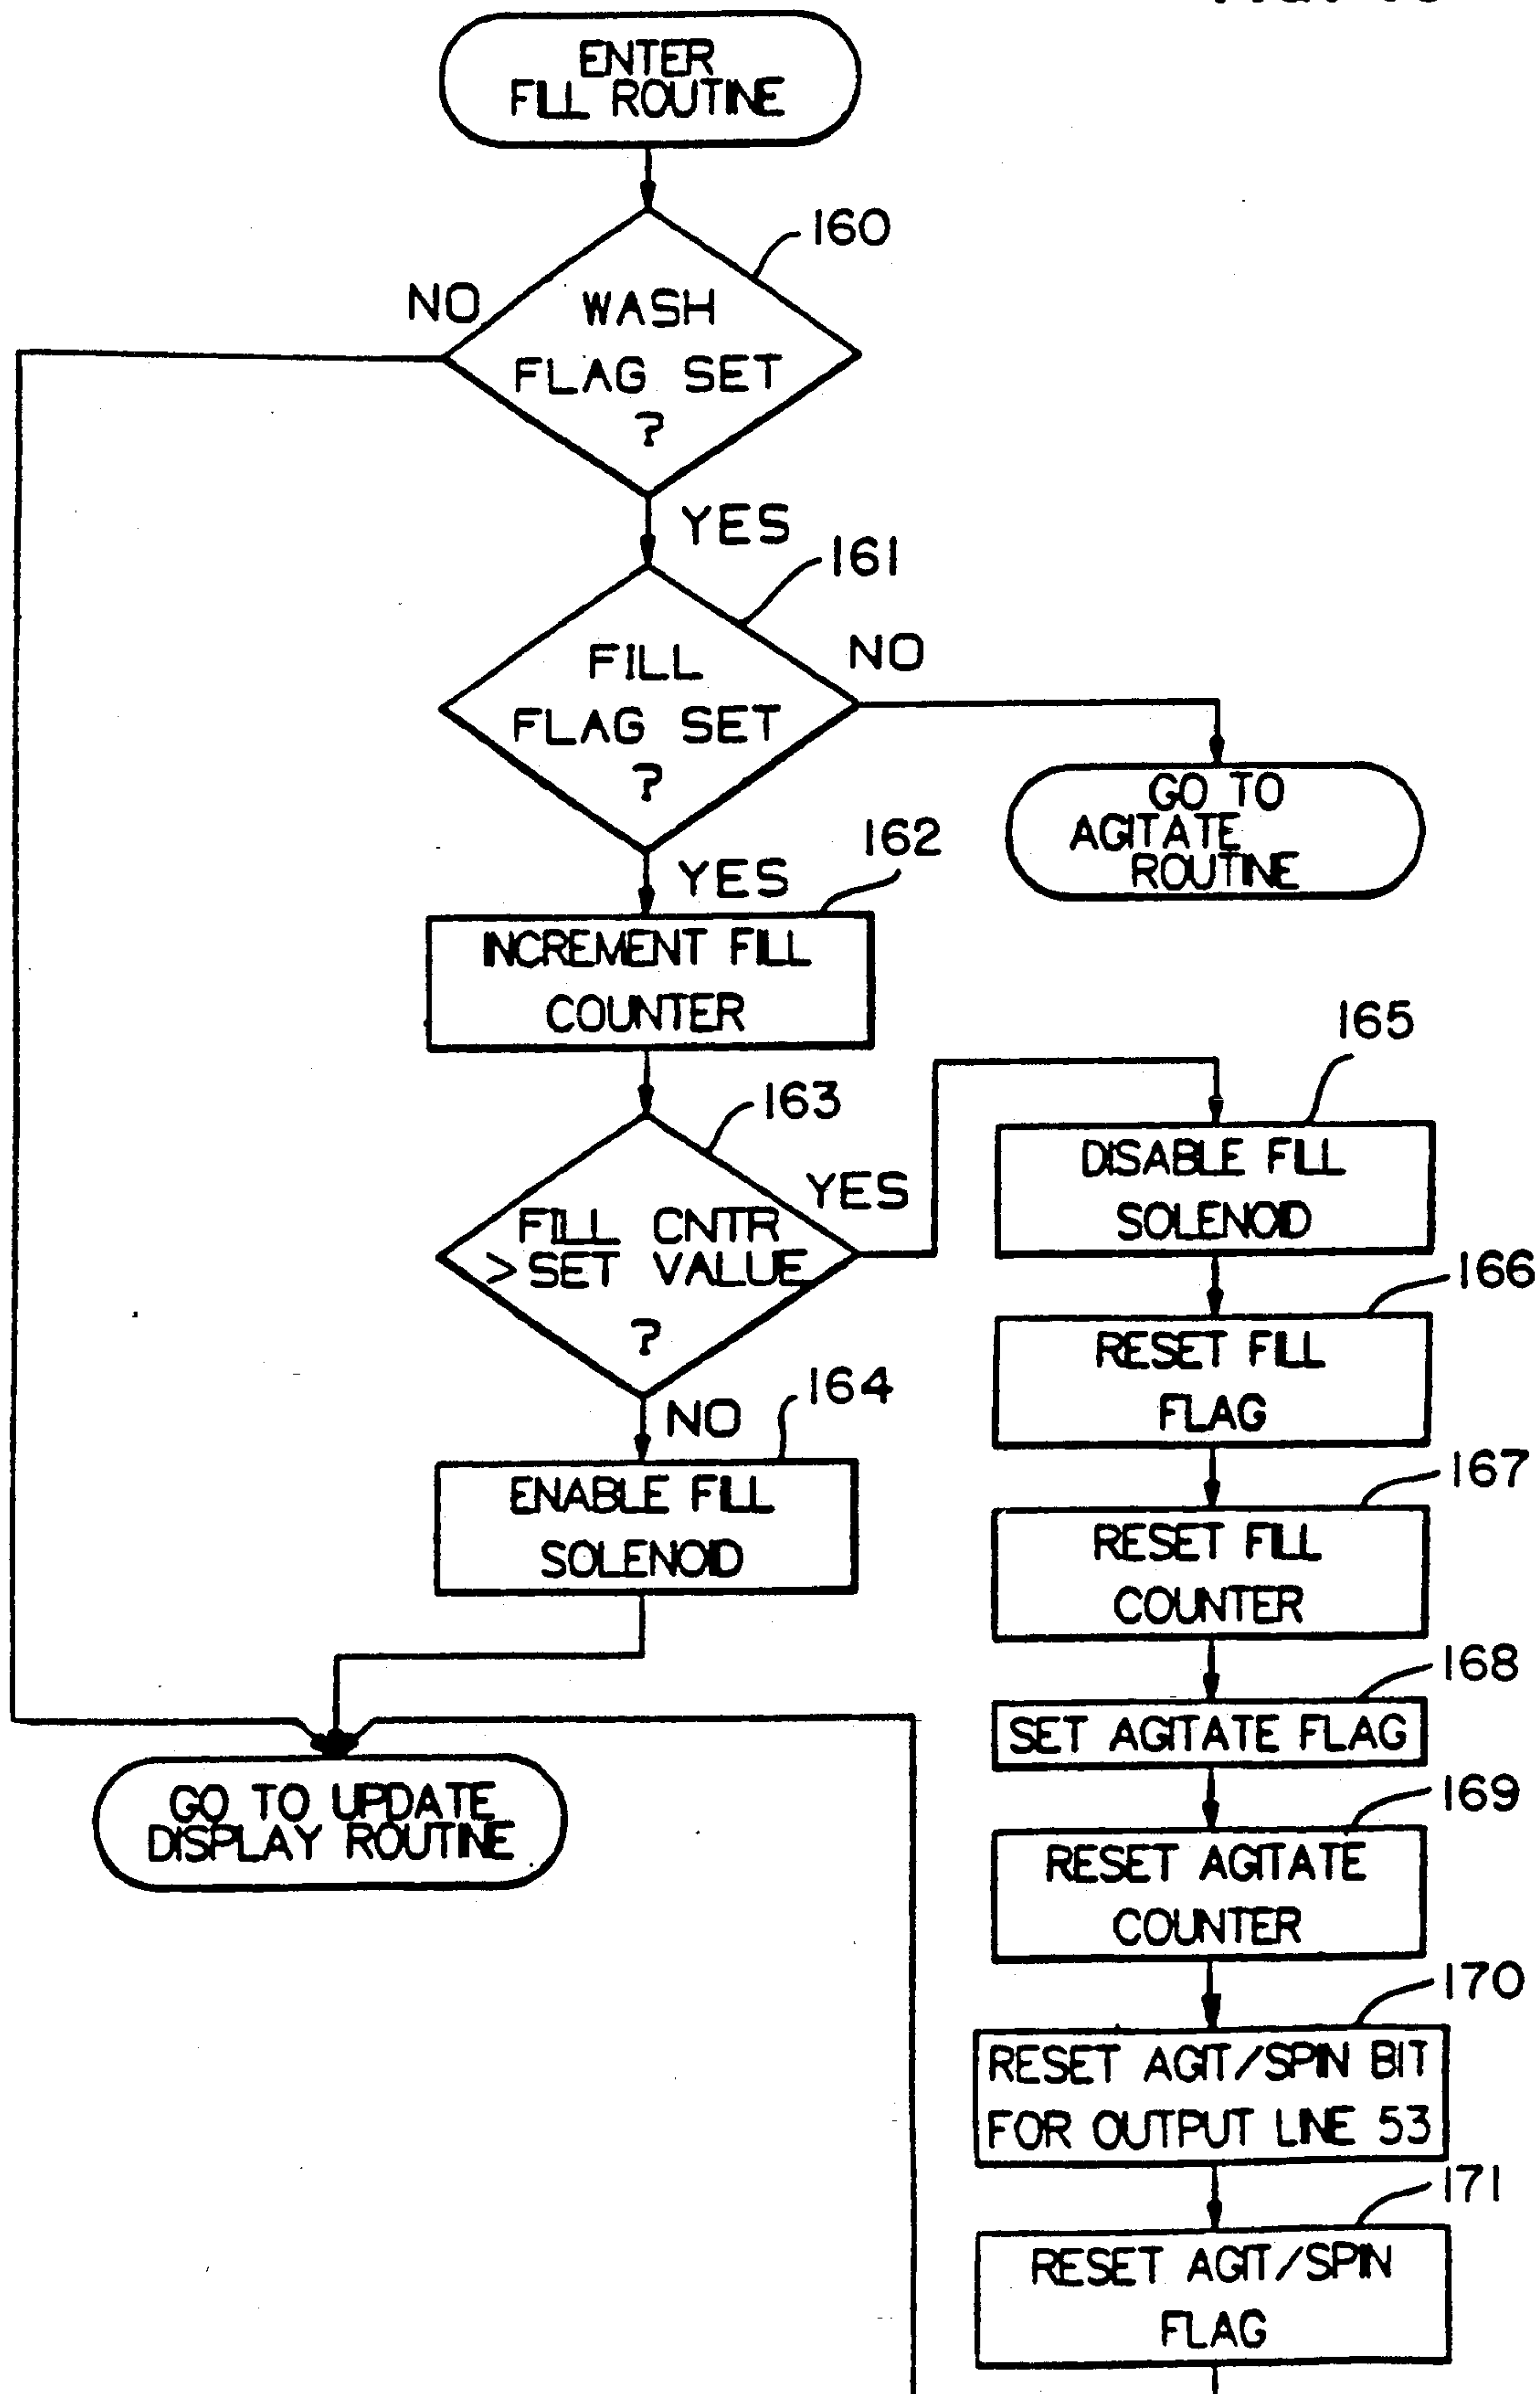 ENTER
FILL ROUTINE
160
NO
WASH
FLAG SET
?
YES
161
FILL
FLAG SET
?
NO
GO TO
AGITATE
ROUTINE
YES
162
INCREMENT FILL
COUNTER
163
FILL CNTR
>SET VALUE
?
YES
165
DISABLE FILL
SOLENOID
166
RESET FILL
FLAG
NO
164
ENABLE FILL
SOLENOID
167
RESET FILL
COUNTER
168
SET AGITATE FLAG
GO TO UPDATE
DISPLAY ROUTINE
169
RESET AGITATE
COUNTER
170
RESET AGIT/SPIN BIT
FOR OUTPUT LINE 53
171
RESET AGIT/SPIN
FLAG